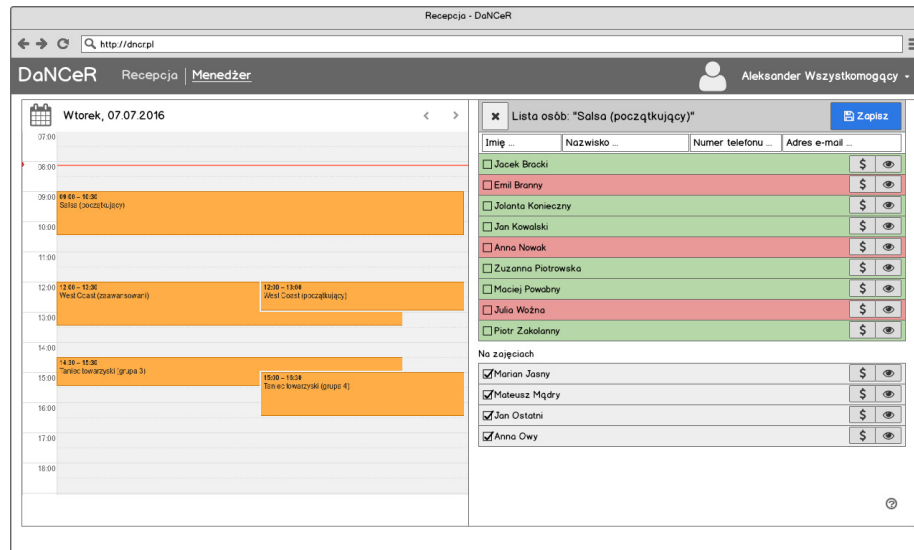 Recepcja - DaNCeR
http://dncr.pl
DaNCeR Recepcja | Menedżer Aleksander Wszystkomogący
Wtorek, 07.07.2016
07:00
08:00
09:00
09:00 – 10:30
Salsa (początkujący)
10:00
11:00
12:00
12:00 – 13:30
West Coast (zaawansowani)
12:00 – 13:00
West Coast (początkujący)
13:00
14:00
14:30 – 15:30
Taniec towarzyski (grupa 3)
15:00
15:00 – 16:30
Taniec towarzyski (grupa 4)
16:00
17:00
18:00
x Lista osób: "Salsa (początkujący)" Zapisz
Imię ... Nazwisko ... Numer telefonu ... Adres e-mail ...
Jacek Bracki $
Emil Branny $
Jolanta Konieczny $
Jan Kowalski $
Anna Nowak $
Zuzanna Piotrowska $
Maciej Powabny $
Julia Woźna $
Piotr Zakolanny $
Na zajęciach
Marian Jasny $
Mateusz Mądry $
Jan Ostatni $
Anna Owy $
?